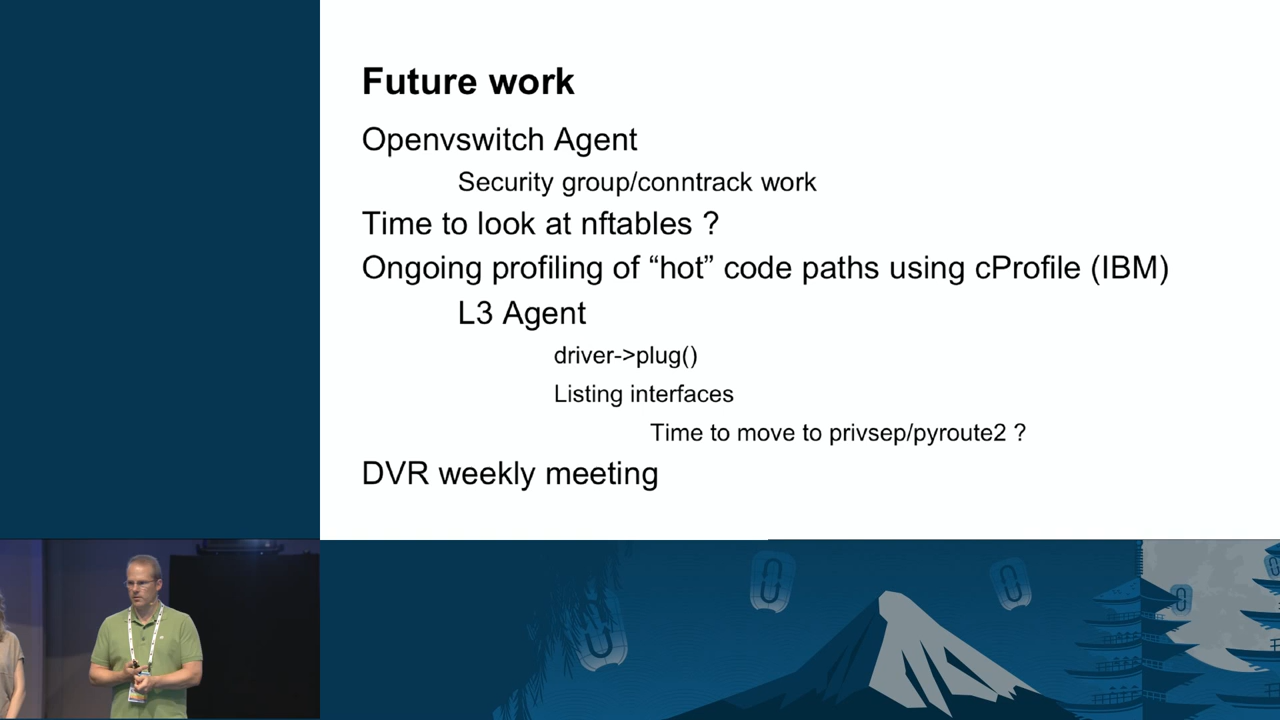 Future work
Openvswitch Agent
Security group/conntrack work
Time to look at nftables ?
Ongoing profiling of “hot” code paths using cProfile (IBM)
L3 Agent
driver->plug()
Listing interfaces
Time to move to privsep/pyroute2 ?
DVR weekly meeting